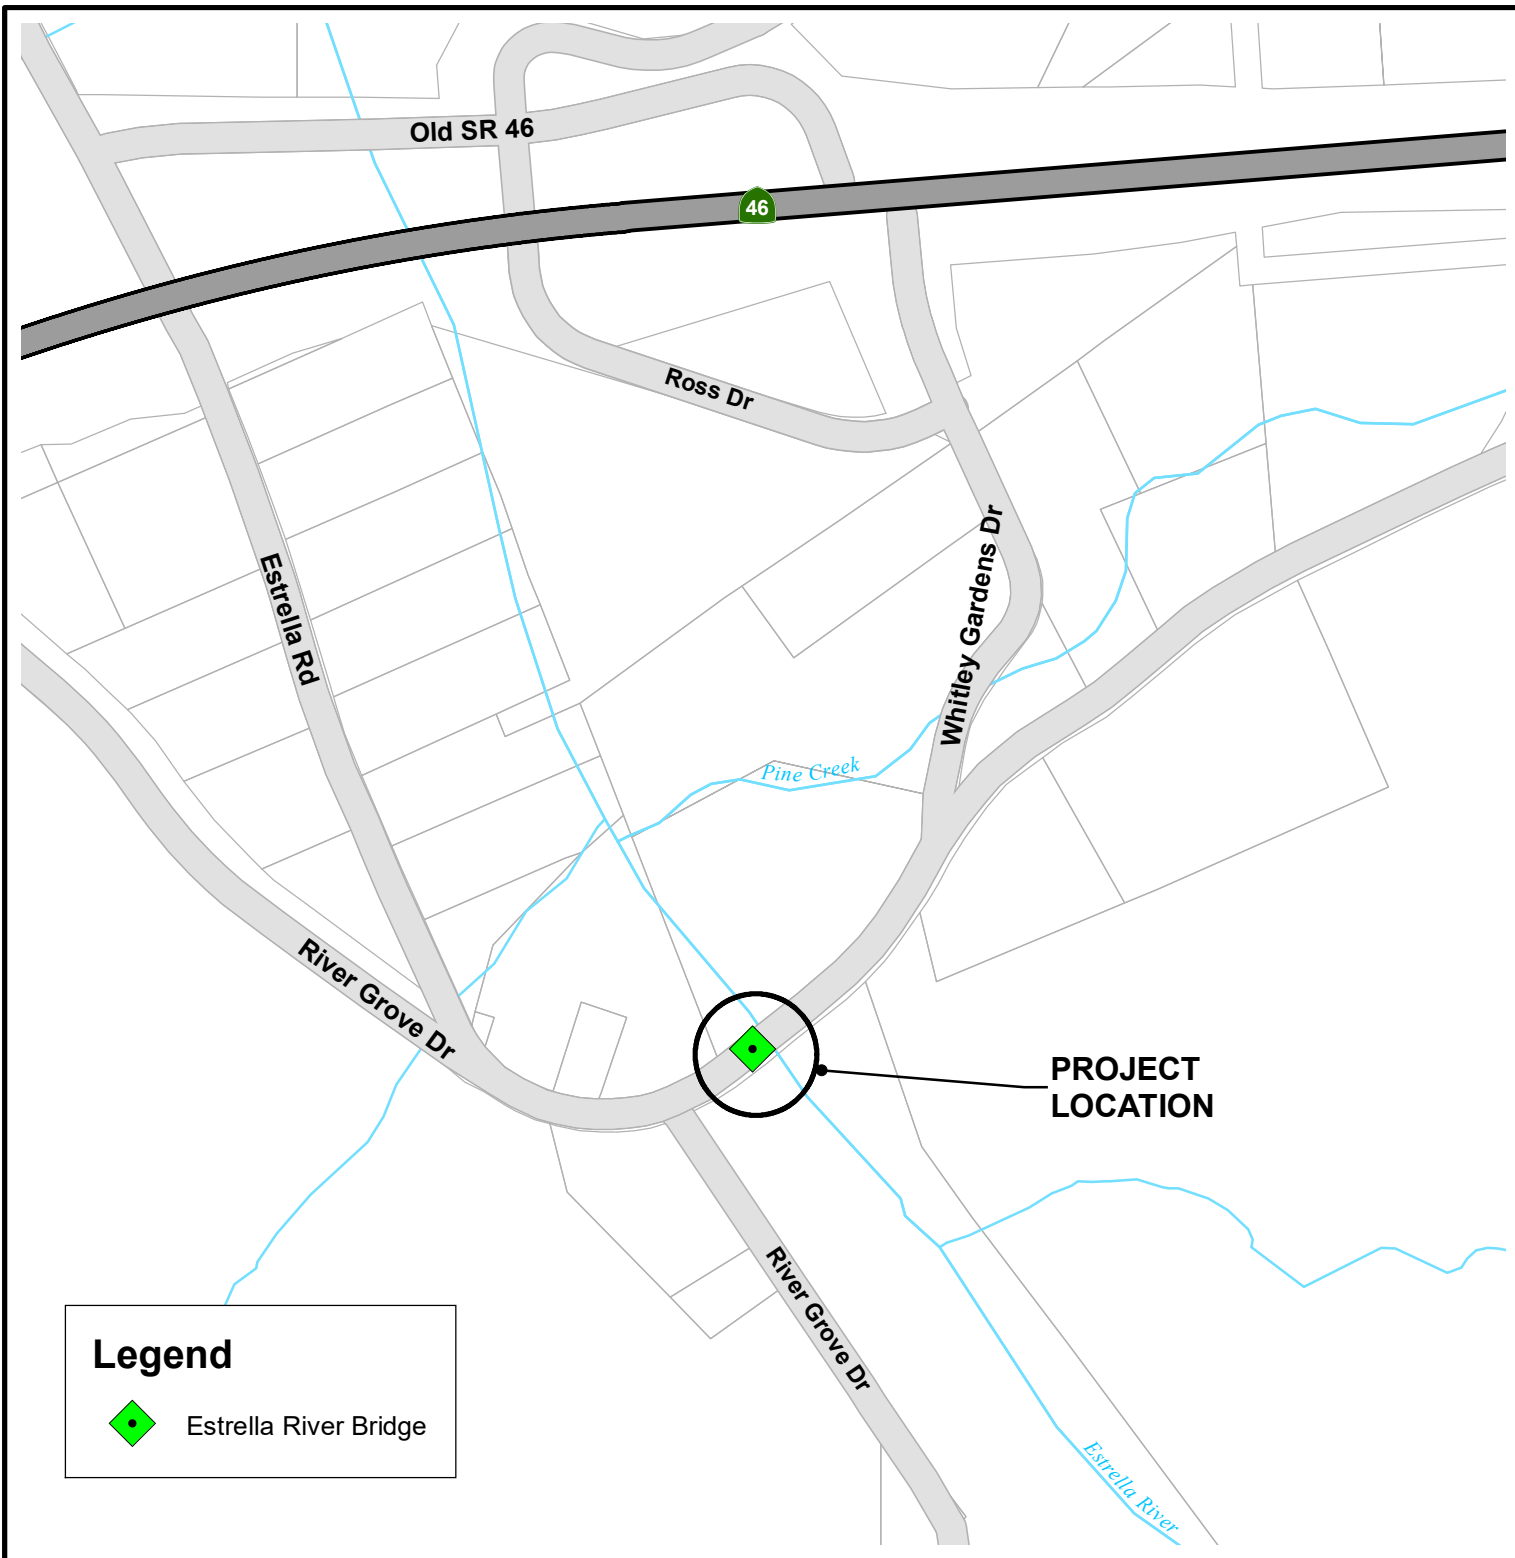 Old SR 46
46
Ross Dr
Estrella Rd
Whitley Gardens Dr
Pine Creek
River Grove Dr
PROJECT
LOCATION
River Grove Dr
Legend
Estrella River Bridge
Estrella River